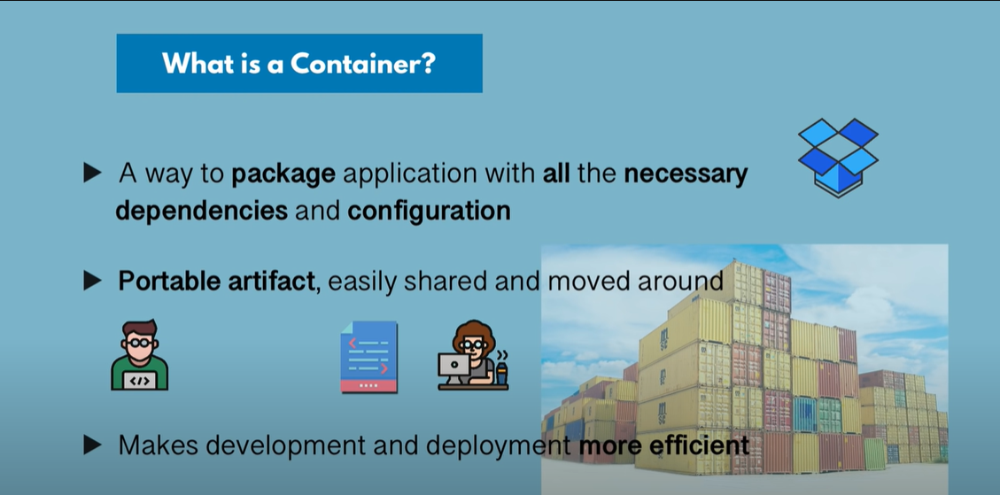 What is a Container?
A way to package application with all the necessary
dependencies and configuration
Portable artifact, easily shared and moved around
</>
Makes development and deployment more efficient